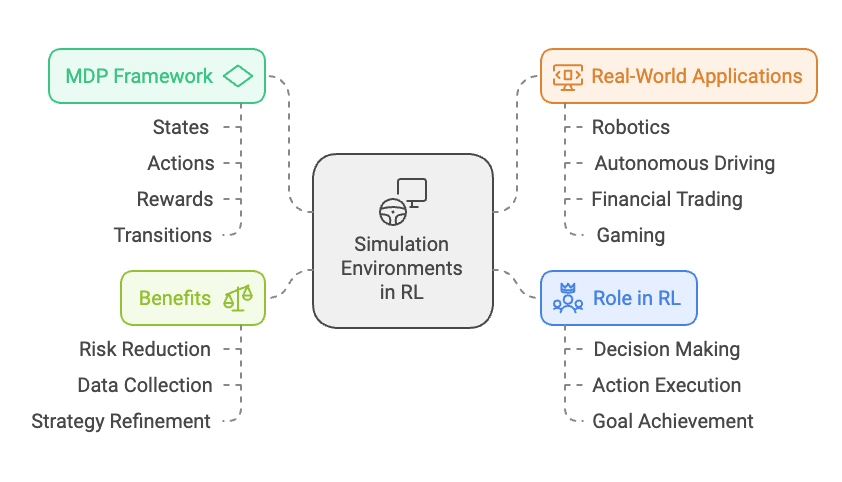 MDP Framework
States
Actions
Rewards
Transitions
Benefits
Risk Reduction
Data Collection
Strategy Refinement
Simulation
Environments
in RL
Real-World Applications
Robotics
Autonomous Driving
Financial Trading
Gaming
Role in RL
Decision Making
Action Execution
Goal Achievement